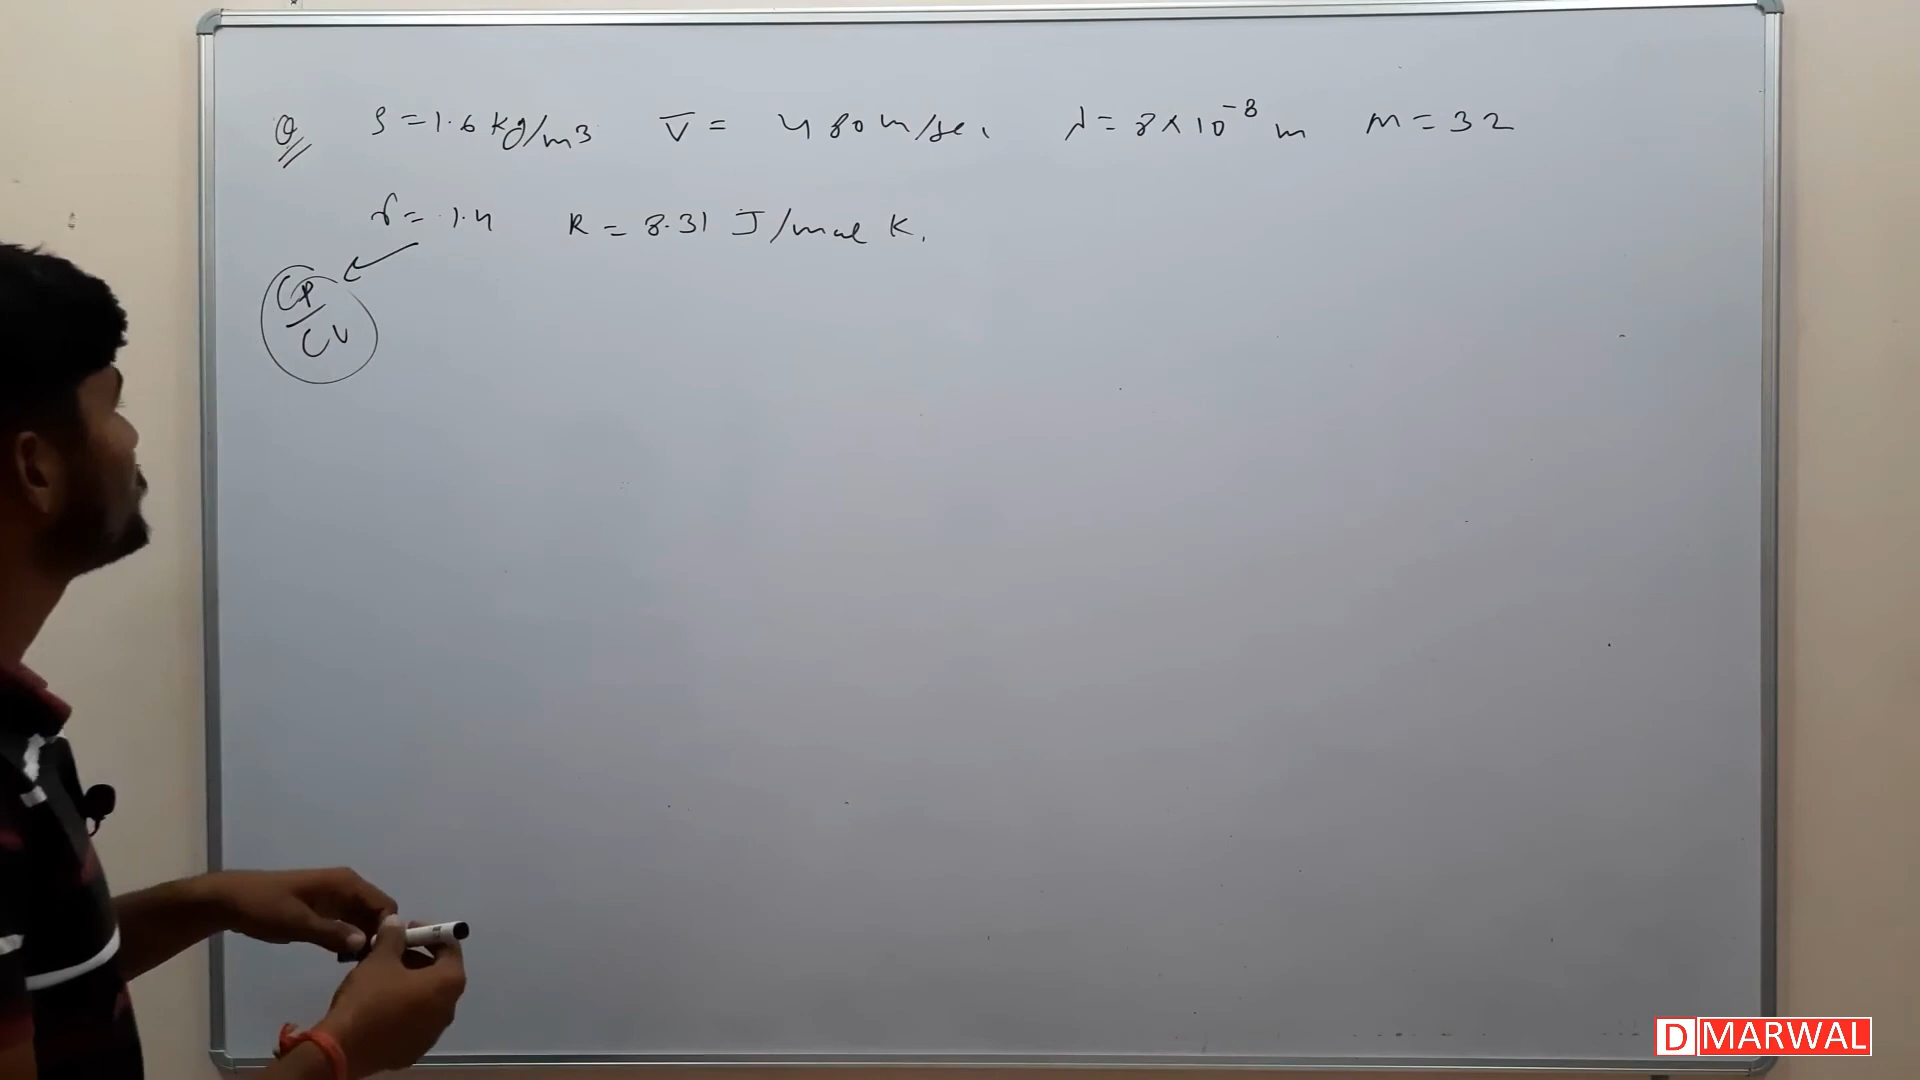 Q ρ = 1.6 kg/m3 V̅ = 480 m/sec. λ = 8 × 10⁻⁸ m M = 32
γ = 1.4 R = 8.31 J/mol K.
Cp
Cv
D MARWAL